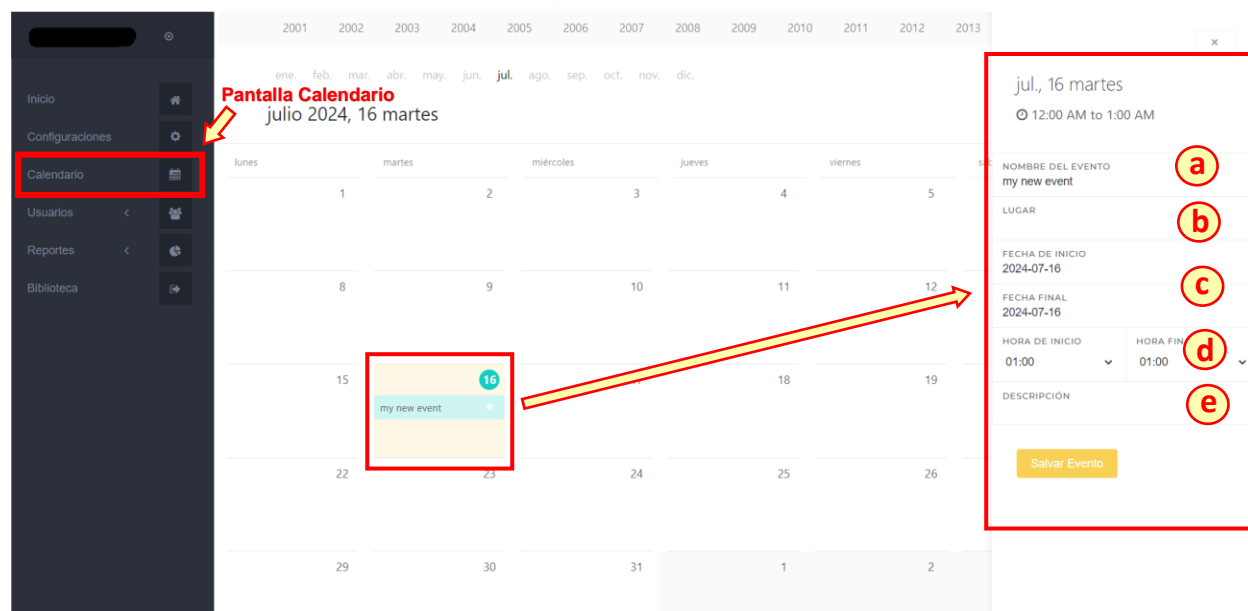 2001 2002 2003 2004 2005 2006 2007 2008 2009 2010 2011 2012 2013
ene. feb. mar. abr. may. jun. jul. ago. sep. oct. nov. dic.
Pantalla Calendario
julio 2024, 16 martes
Inicio
Configuraciones
Calendario
Usuarios
Reportes
Biblioteca
lunes martes miércoles jueves viernes
1 2 3 4 5
8 9 10 11 12
15 16 18 19
my new event
22 23 24 25 26
29 30 31 1 2
×
jul., 16 martes
12:00 AM to 1:00 AM
NOMBRE DEL EVENTO
my new event
a
LUGAR
b
FECHA DE INICIO
2024-07-16
c
FECHA FINAL
2024-07-16
HORA DE INICIO HORA
01:00 01:00
d
DESCRIPCIÓN
e
Salvar Evento